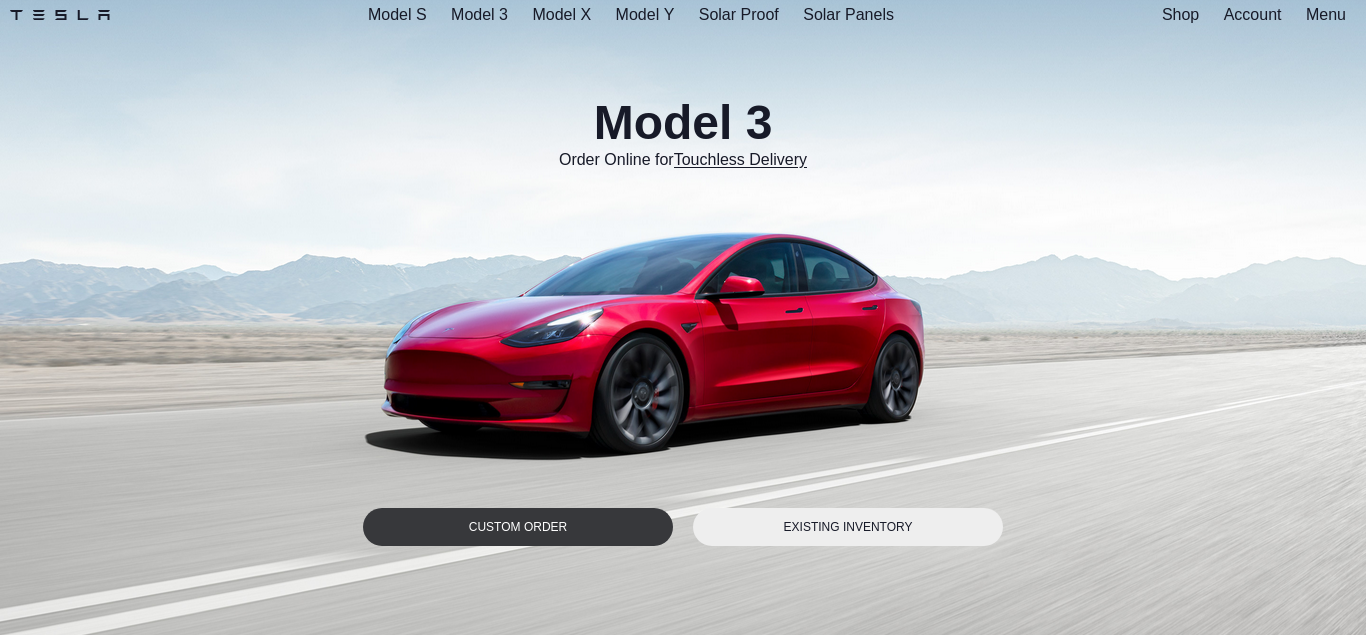 TESLA Model S Model 3 Model X Model Y Solar Proof Solar Panels Shop Account Menu
Model 3
Order Online forTouchless Delivery
CUSTOM ORDER EXISTING INVENTORY